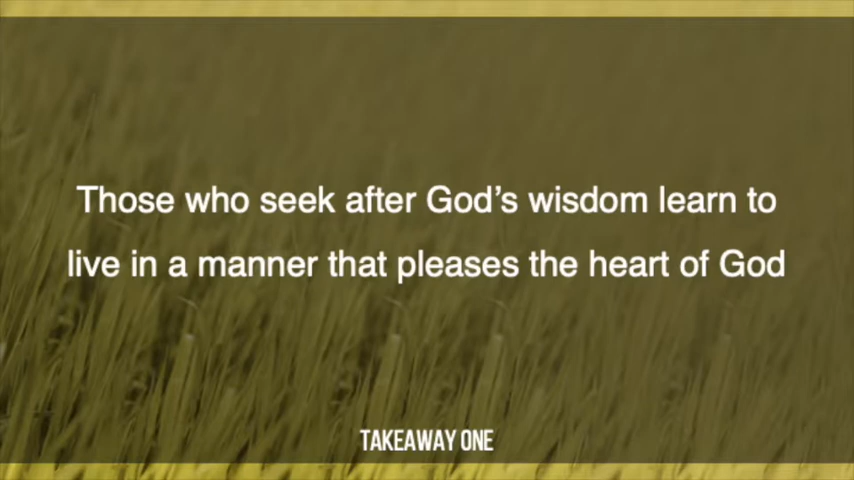 Those who seek after God's wisdom learn to
live in a manner that pleases the heart of God
TAKEAWAY ONE